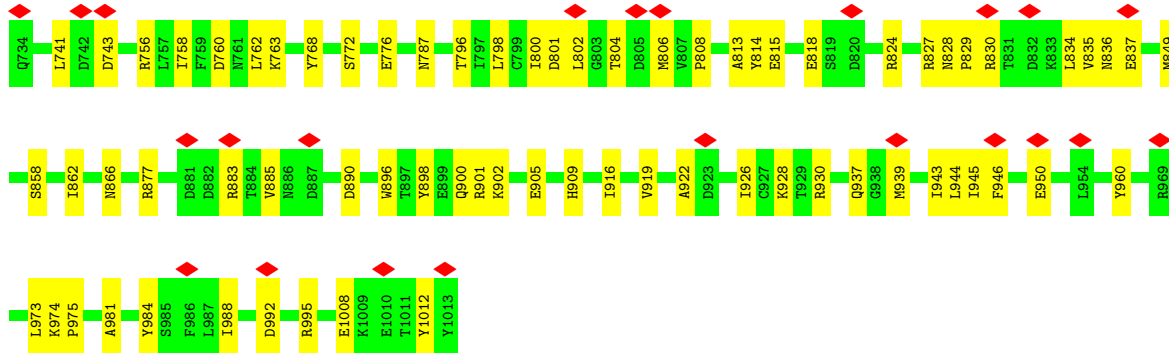 Q734 L741 D742 D743 R756 L757 I758 F759 D760 N761 L762 K763 Y768 S772 E776 N787 T796 I797 L798 C799 I800 D801 L802 G803 T804 D805 M806 V807 P808 A813 Y814 E815 E818 S819 D820 R824 R827 N828 P829 R830 T831 D832 K833 L834 V835 N836 E837
S858 I862 N866 R877 D881 D882 R883 T884 V885 N886 D887 D890 W896 T897 Y898 E899 Q900 R901 K902 E905 H909 I916 V919 A922 D923 I926 C927 K928 T929 R930 Q937 G938 M939 I943 L944 I945 F946 E950 L954 Y960 R969
L973 K974 P975 A981 Y984 S985 F986 L987 I988 D992 R995 E1008 K1009 E1010 T1011 Y1012 Y1013